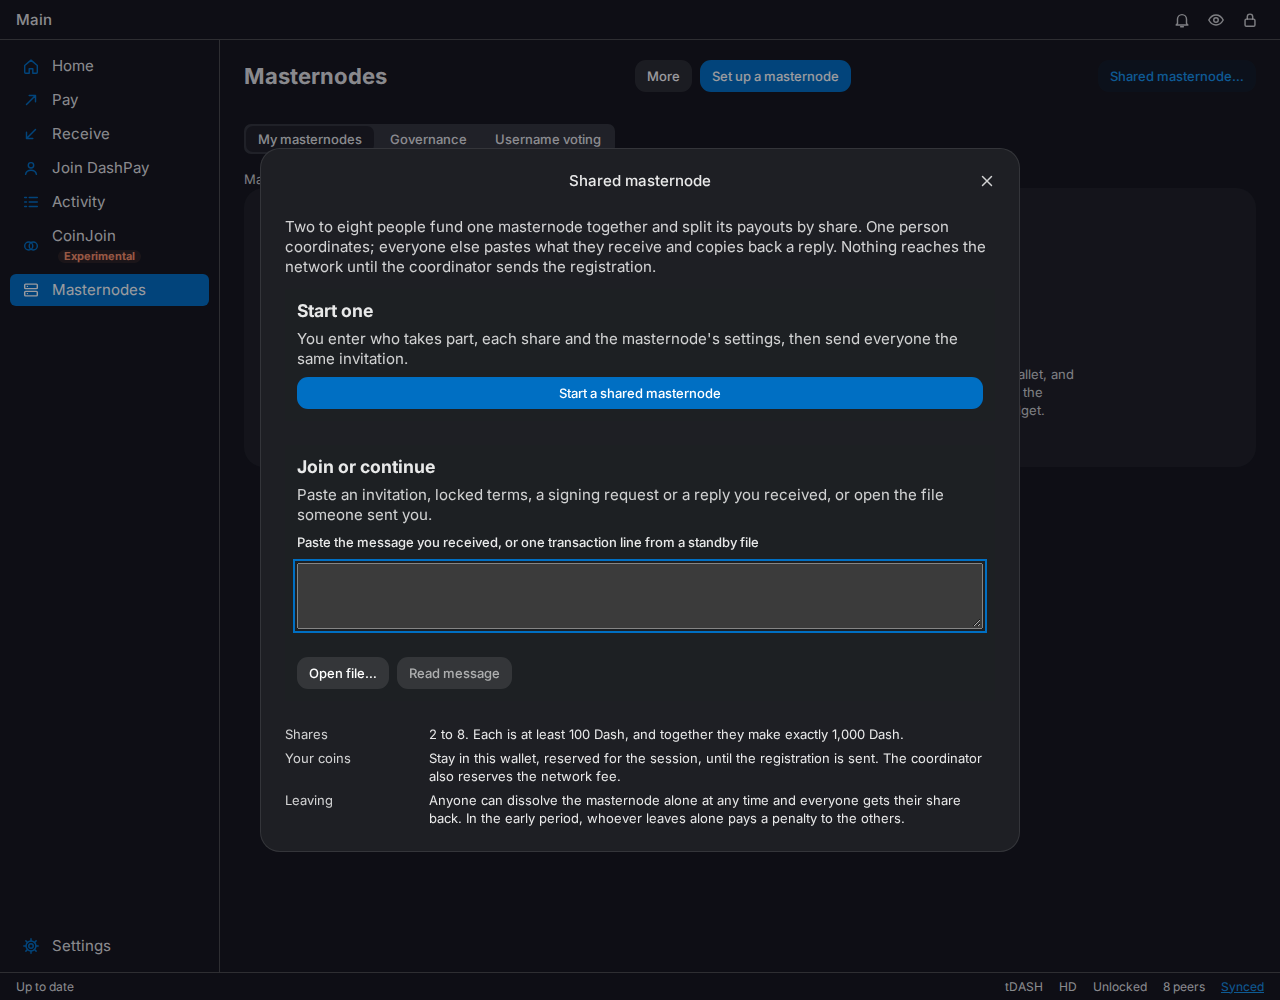 Main
Home
Pay
Receive
Join DashPay
Activity
CoinJoin
Experimental
Masternodes
Settings
Masternodes
More
Set up a masternode
Shared masternode...
My masternodes
Governance
Username voting
Shared masternode
Two to eight people fund one masternode together and split its payouts by share. One person
coordinates; everyone else pastes what they receive and copies back a reply. Nothing reaches the
network until the coordinator sends the registration.
Start one
You enter who takes part, each share and the masternode's settings, then send everyone the
same invitation.
Start a shared masternode
Join or continue
Paste an invitation, locked terms, a signing request or a reply you received, or open the file
someone sent you.
Paste the message you received, or one transaction line from a standby file
Open file...
Read message
Shares
2 to 8. Each is at least 100 Dash, and together they make exactly 1,000 Dash.
Your coins
Stay in this wallet, reserved for the session, until the registration is sent. The coordinator
also reserves the network fee.
Leaving
Anyone can dissolve the masternode alone at any time and everyone gets their share
back. In the early period, whoever leaves alone pays a penalty to the others.
and
the
Up to date
tDASH
HD
Unlocked
8 peers
Synced